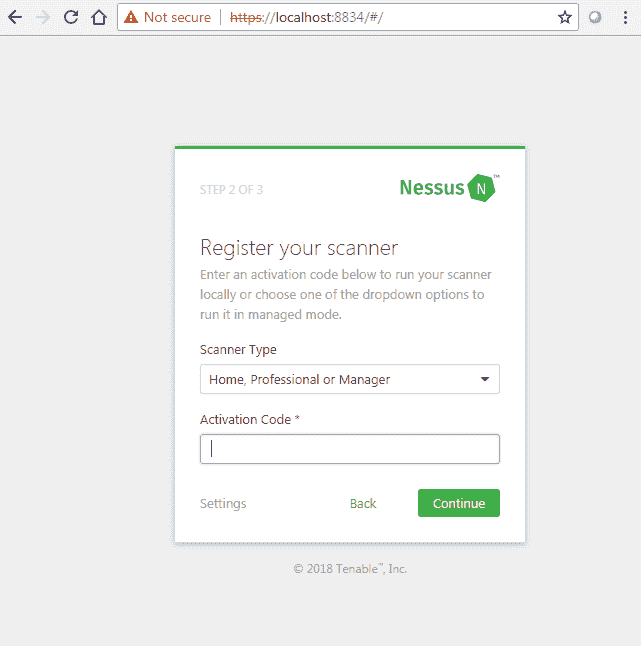 Not secure | https://localhost:8834/#/
STEP 2 OF 3
Nessus N ™
Register your scanner
Enter an activation code below to run your scanner
locally or choose one of the dropdown options to
run it in managed mode.
Scanner Type
Home, Professional or Manager
Activation Code *
Settings Back Continue
© 2018 Tenable™, Inc.